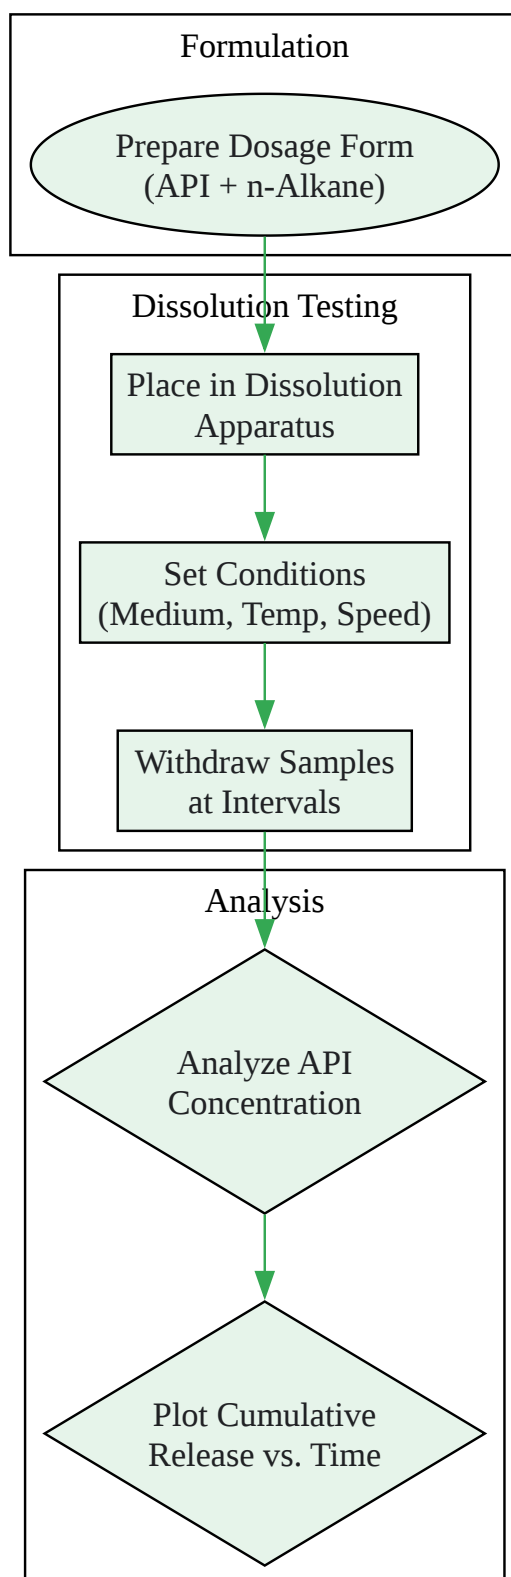 Formulation
Prepare Dosage Form
(API + n-Alkane)
Dissolution Testing
Place in Dissolution
Apparatus
Set Conditions
(Medium, Temp, Speed)
Withdraw Samples
at Intervals
Analysis
Analyze API
Concentration
Plot Cumulative
Release vs. Time